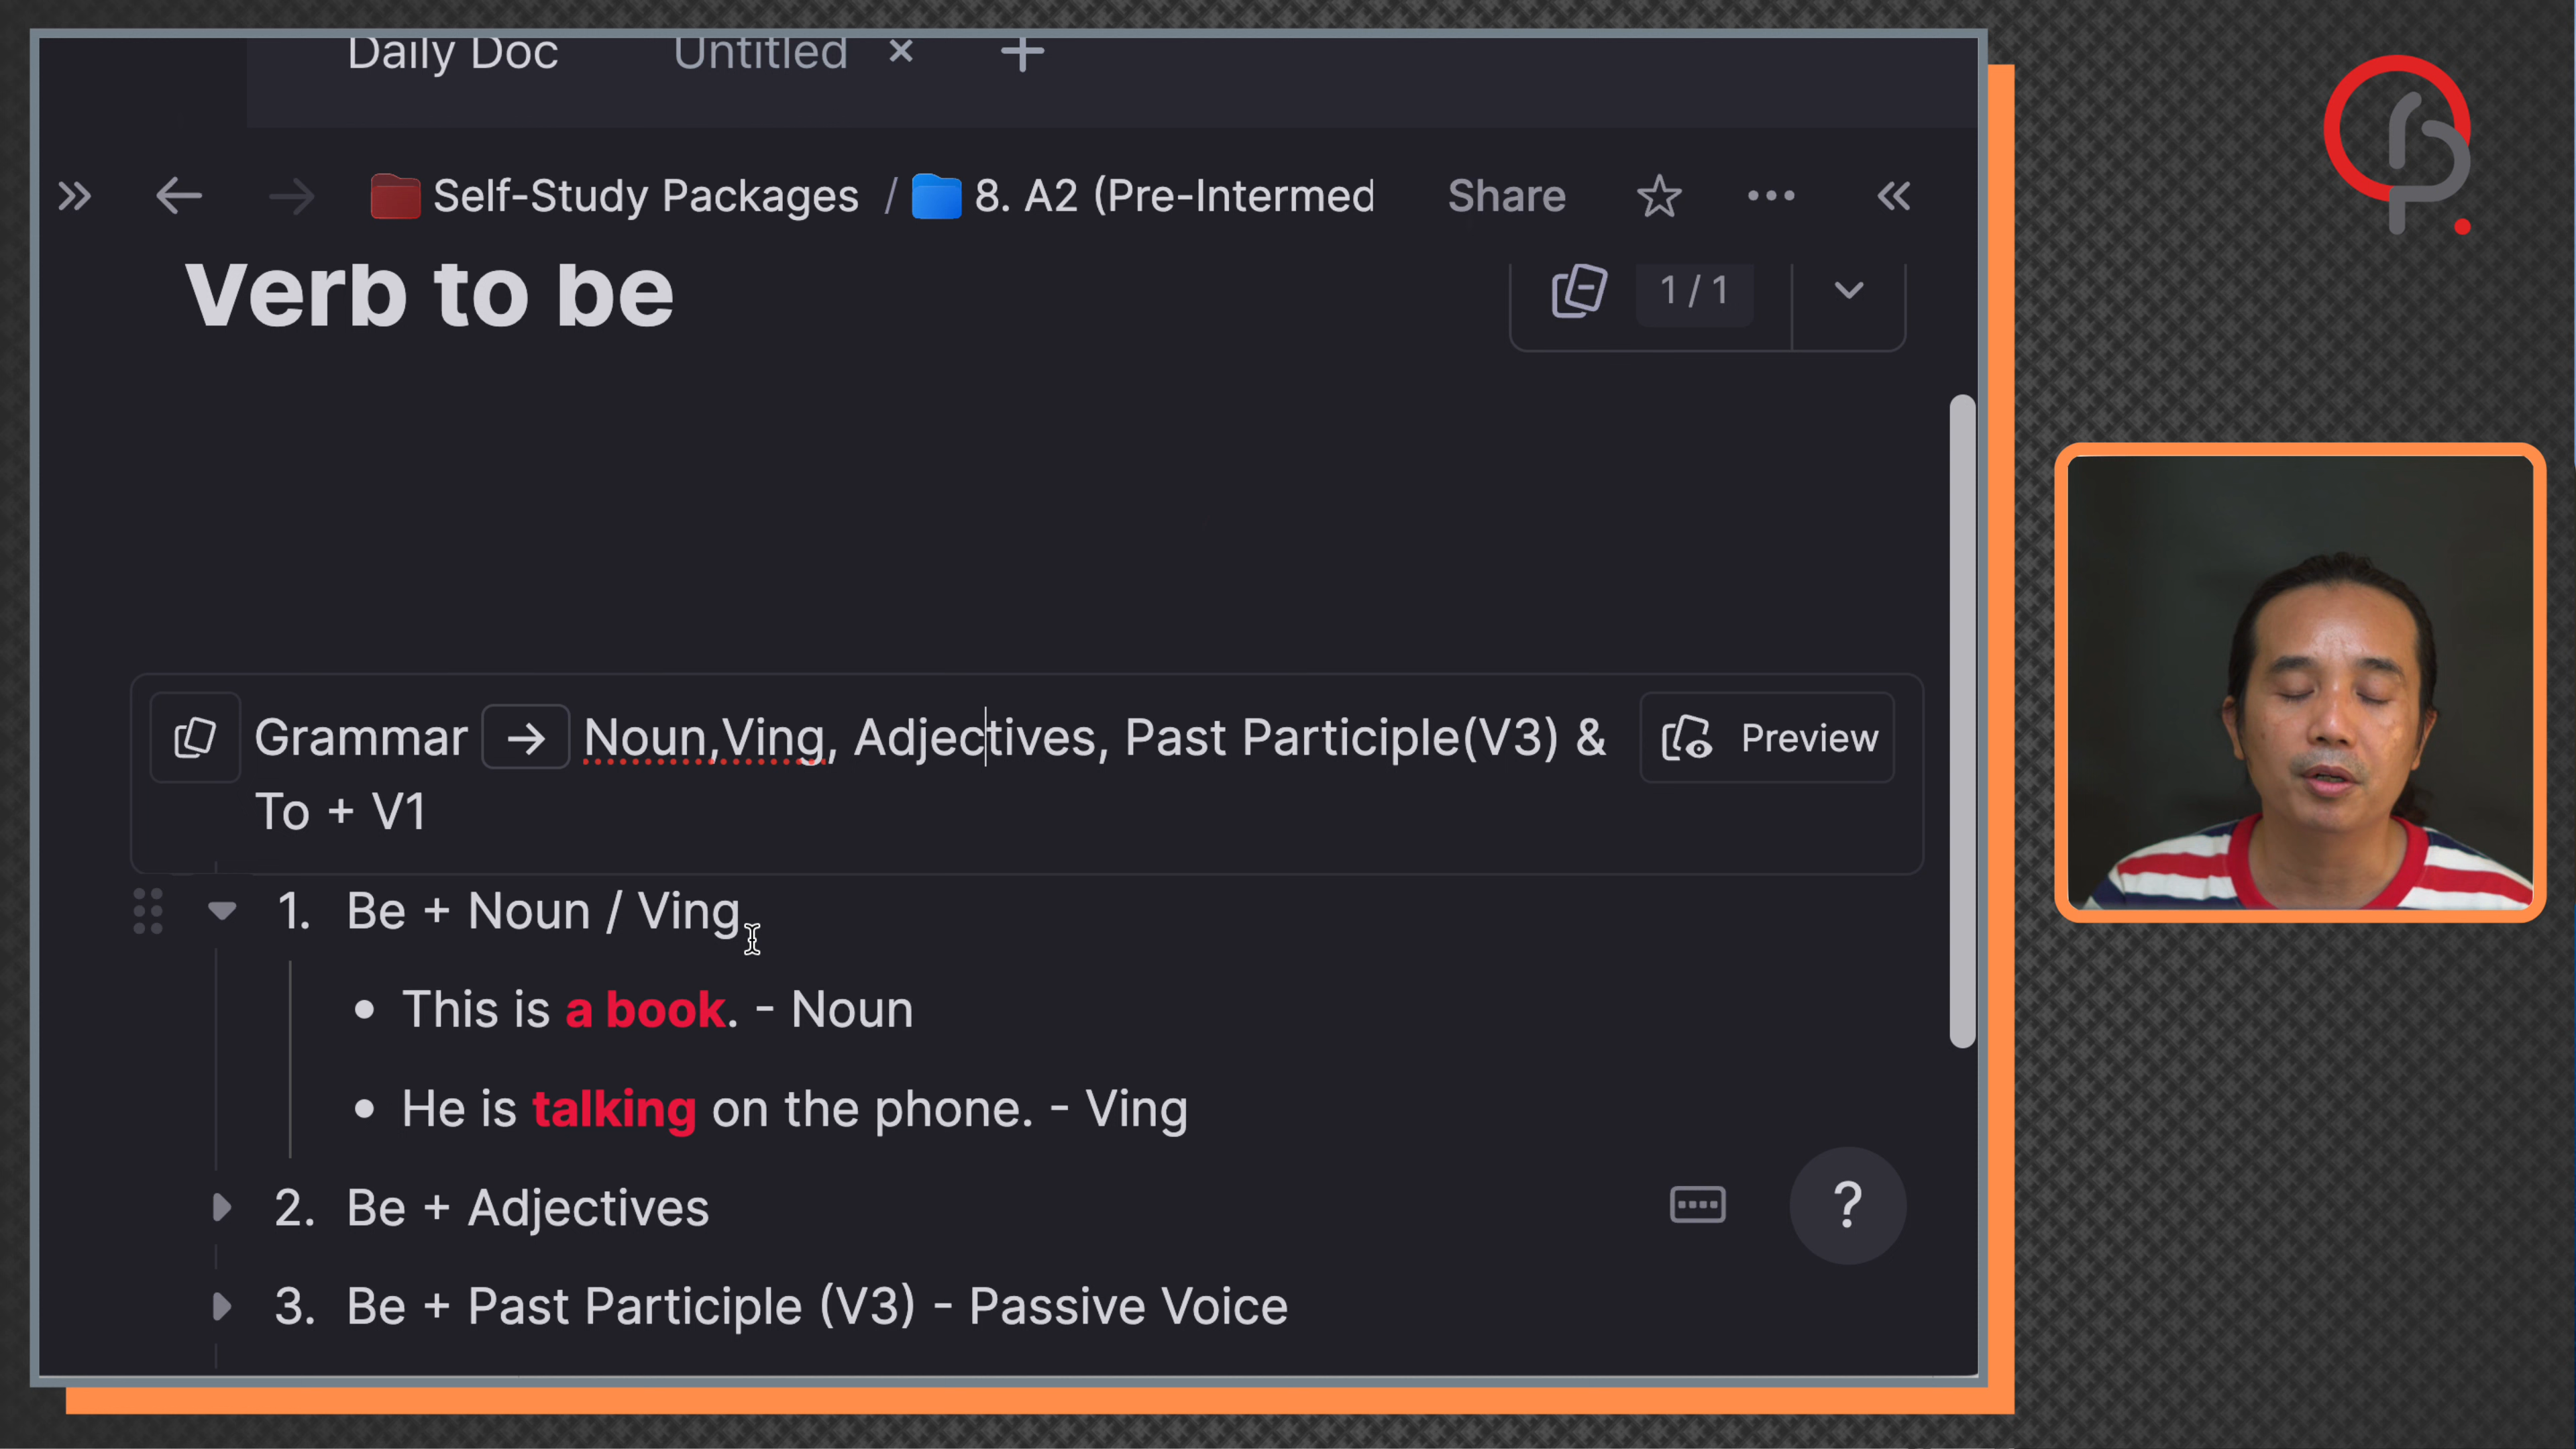 Daily Doc Untitled
Self-Study Packages / 8. A2 (Pre-Intermed Share
Verb to be
1 / 1
Grammar → Noun,Ving, Adjectives, Past Participle(V3) & Preview
To + V1
1. Be + Noun / Ving
• This is a book. - Noun
• He is talking on the phone. - Ving
2. Be + Adjectives
?
3. Be + Past Participle (V3) - Passive Voice